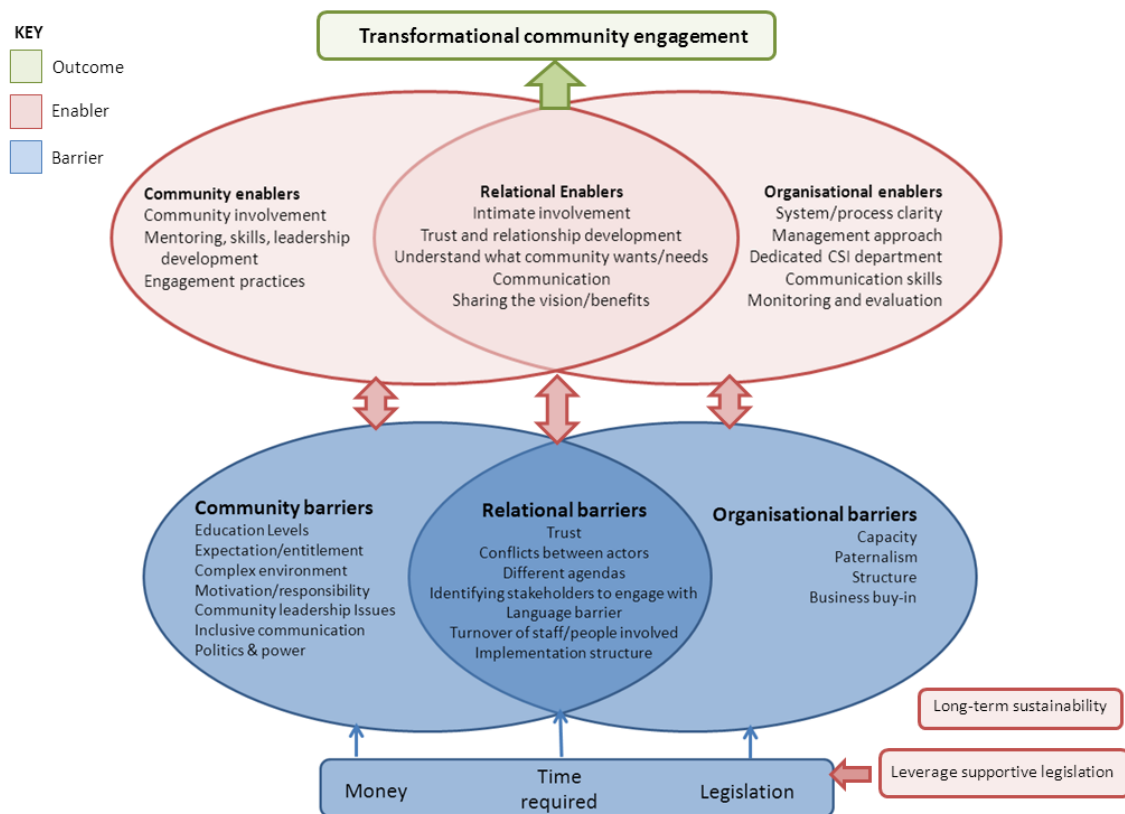 Transformational community engagement
KEY
Outcome
Enabler
Barrier
Community enablers
Community involvement
Mentoring, skills, leadership
development
Engagement practices
Relational Enablers
Intimate involvement
Trust and relationship development
Understand what community wants/needs
Communication
Sharing the vision/benefits
Organisational enablers
System/process clarity
Management approach
Dedicated CSI department
Communication skills
Monitoring and evaluation
Community barriers
Education Levels
Expectation/entitlement
Complex environment
Motivation/responsibility
Community leadership Issues
Inclusive communication
Politics & power
Relational barriers
Trust
Conflicts between actors
Different agendas
Identifying stakeholders to engage with
Language barrier
Turnover of staff/people involved
Implementation structure
Organisational barriers
Capacity
Paternalism
Structure
Business buy-in
Long-term sustainability
Leverage supportive legislation
Money
Time
required
Legislation